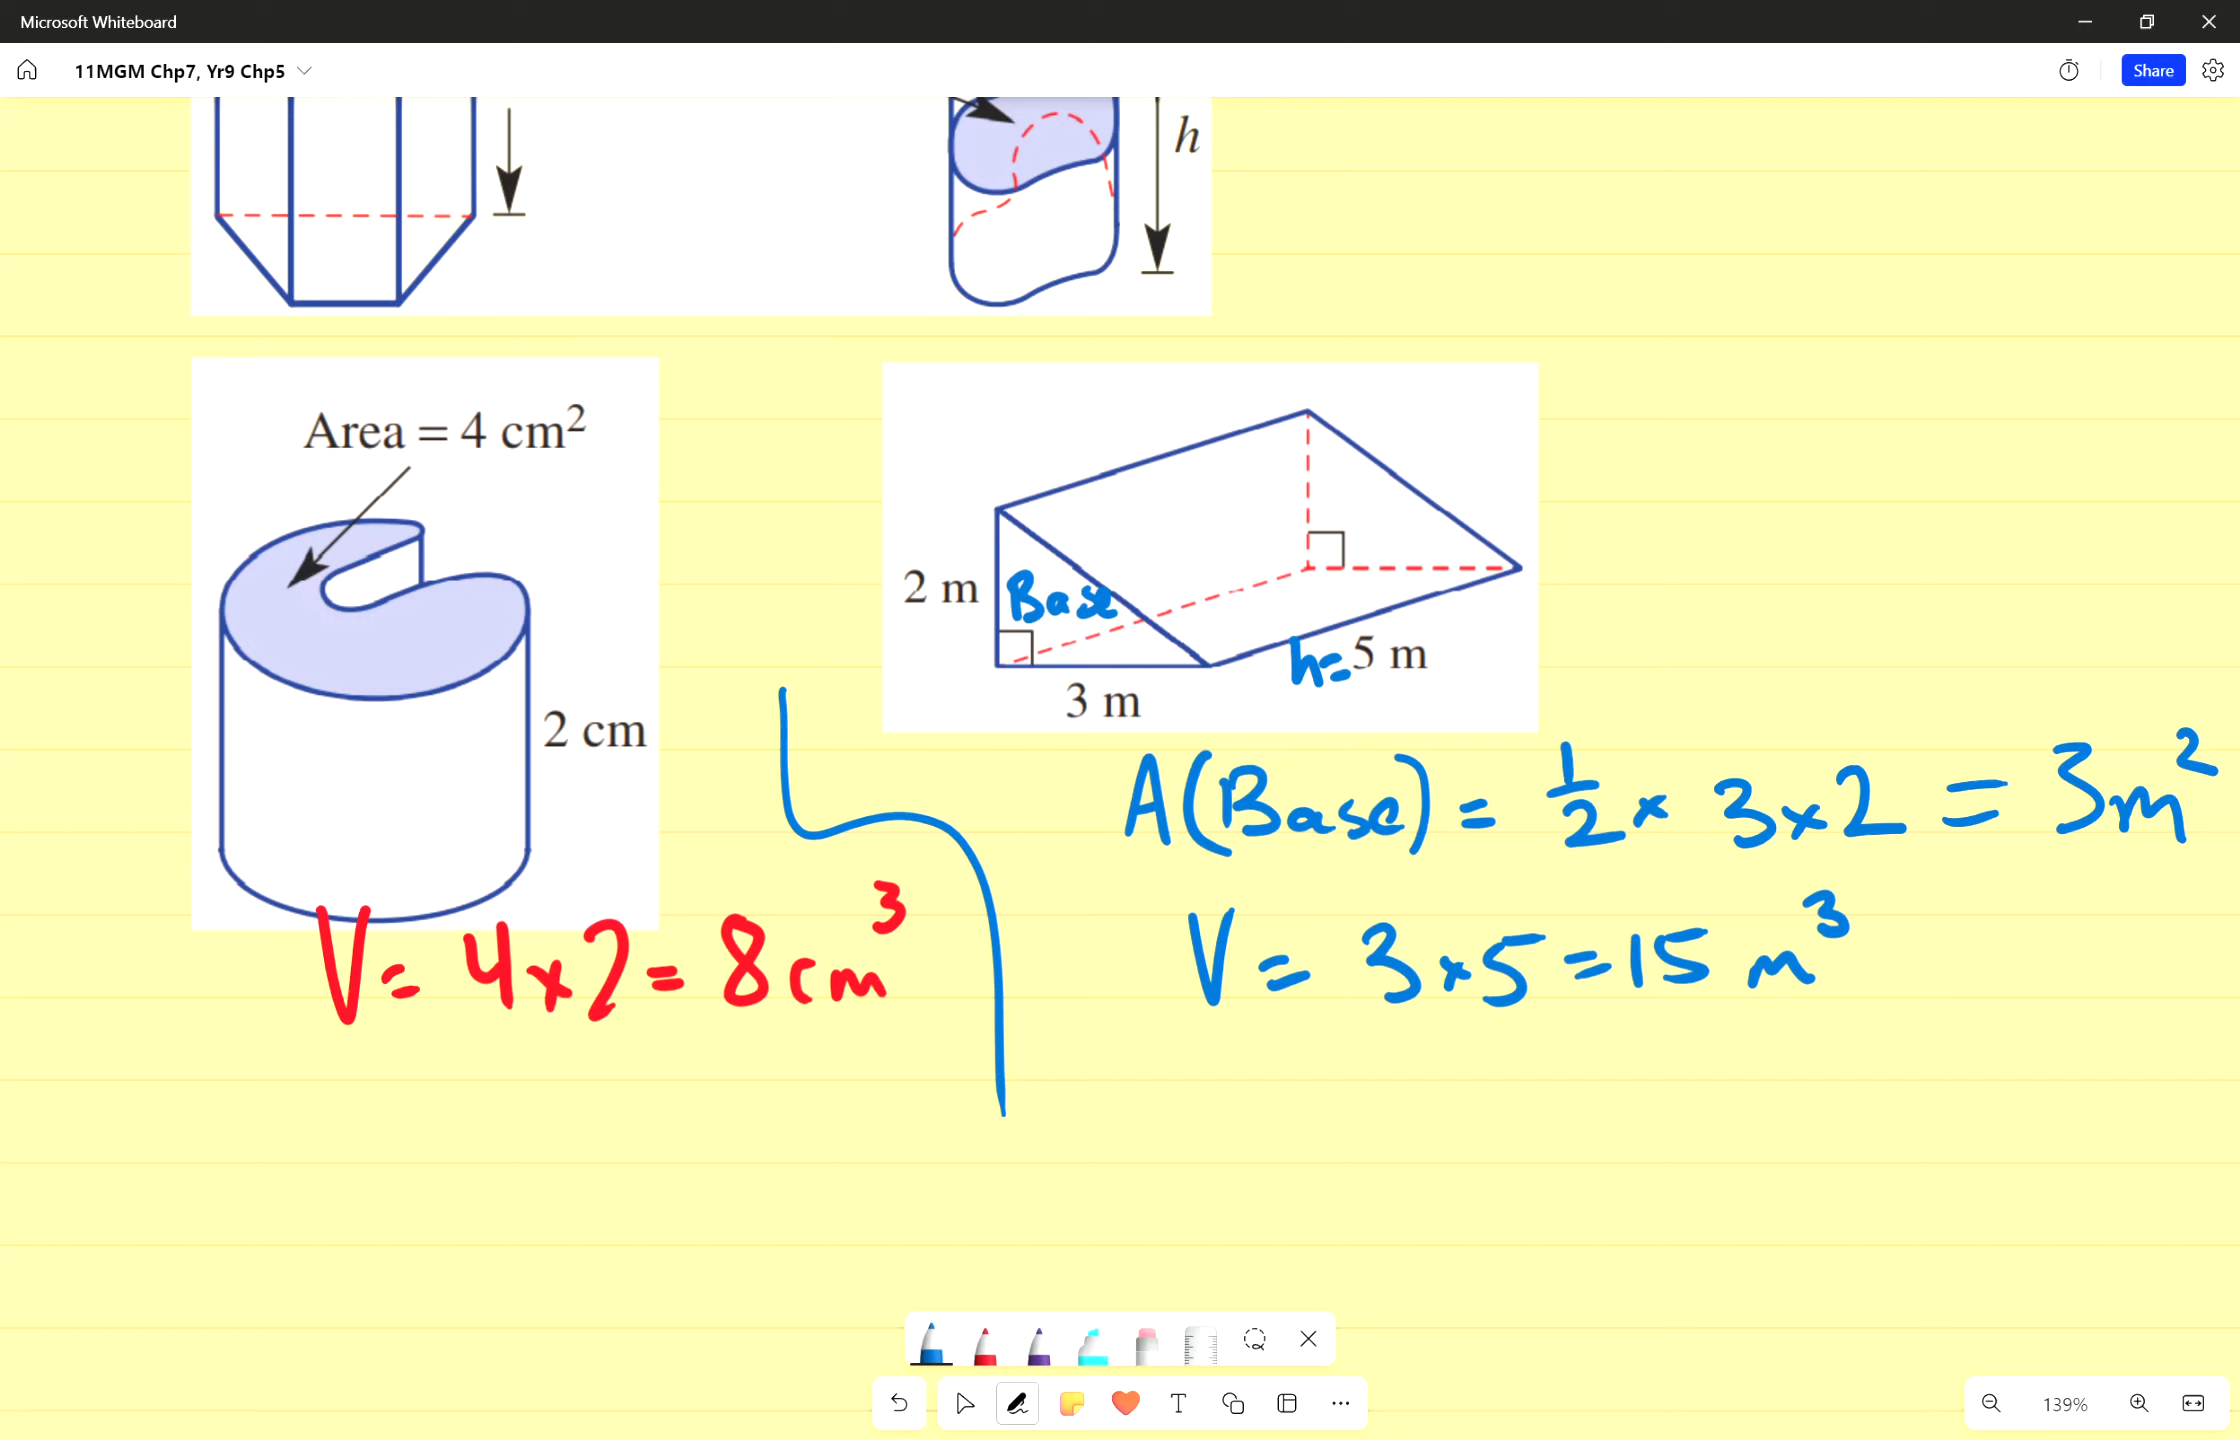 Microsoft Whiteboard
11MGM Chp7, Yr9 Chp5
Share
h
Area = 4 cm²
2 cm
V = 4 x 2 = 8 cm³
2 m
Base
h = 5 m
3 m
A(Base) = ½ x 3 x 2 = 3m²
V = 3 x 5 = 15 m³
139%